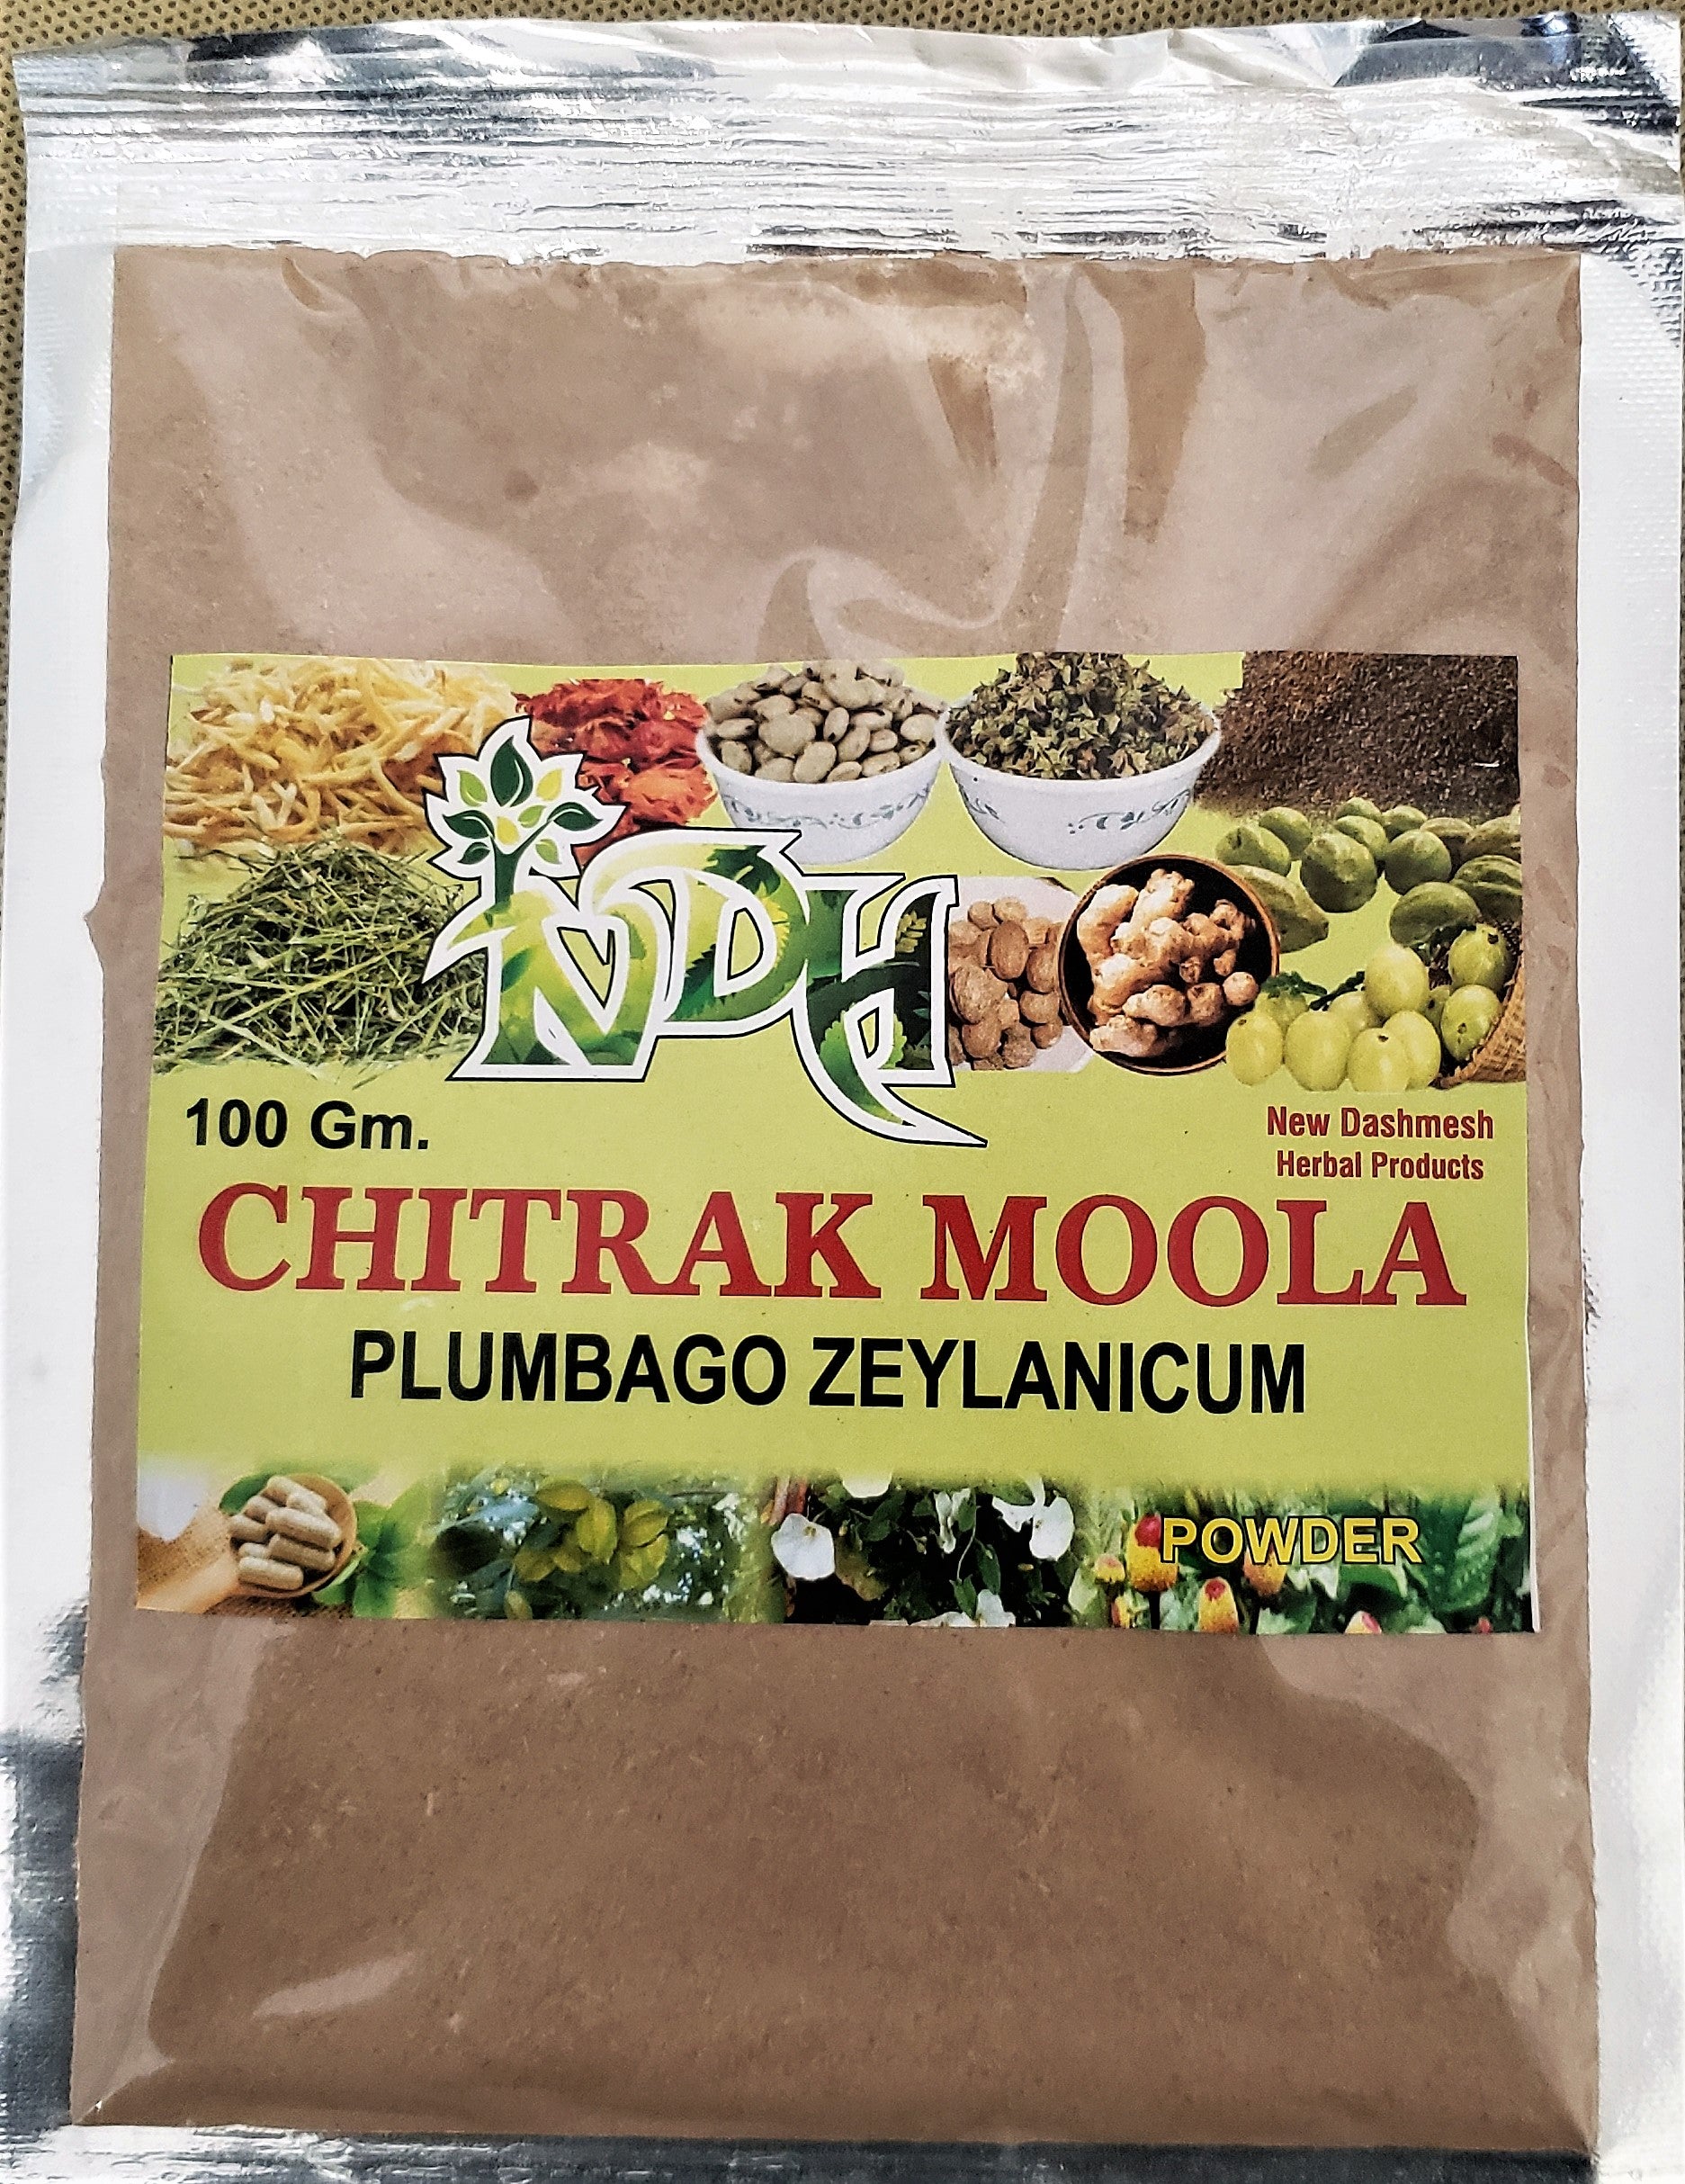 NDH
100 Gm.
New Dashmesh
Herbal Products
CHITRAK MOOLA
PLUMBAGO ZEYLANICUM
POWDER